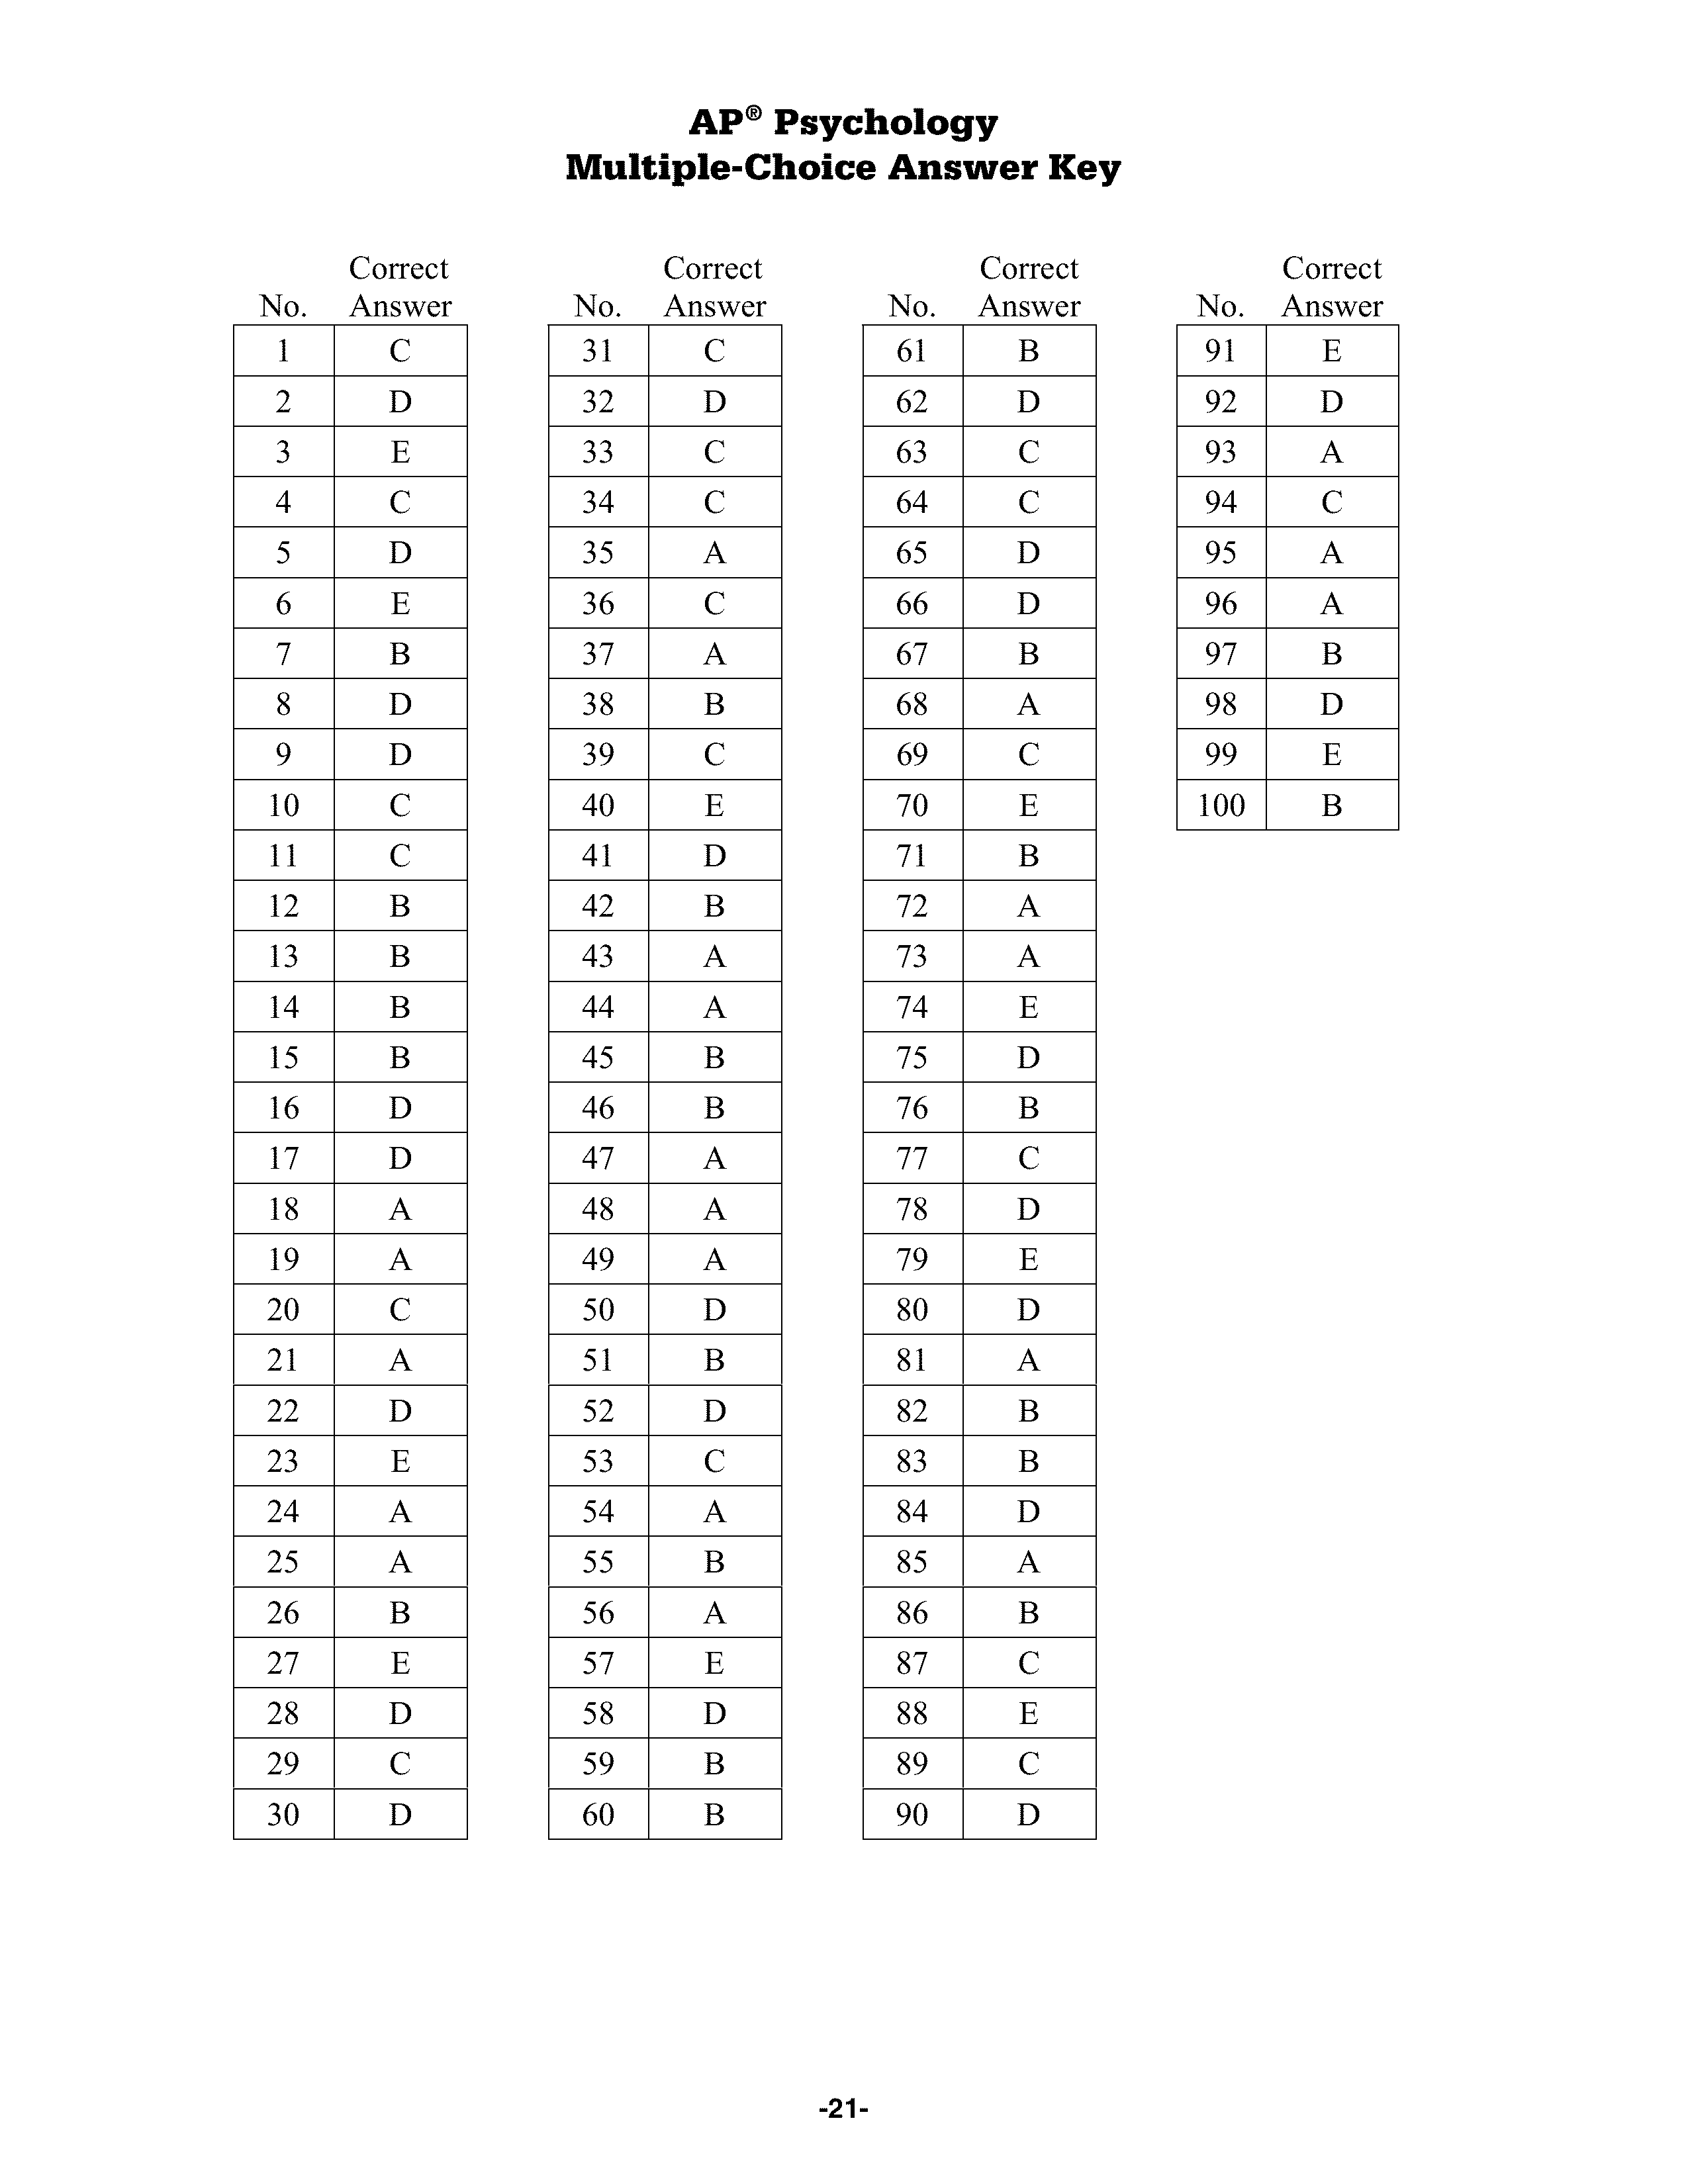 AP® Psychology
Multiple-Choice Answer Key
Correct Correct Correct Correct
No. Answer No. Answer No. Answer No. Answer
1 C 31 C 61 B 91 E
2 D 32 D 62 D 92 D
3 E 33 C 63 C 93 A
4 C 34 C 64 C 94 C
5 D 35 A 65 D 95 A
6 E 36 C 66 D 96 A
7 B 37 A 67 B 97 B
8 D 38 B 68 A 98 D
9 D 39 C 69 C 99 E
10 C 40 E 70 E 100 B
11 C 41 D 71 B
12 B 42 B 72 A
13 B 43 A 73 A
14 B 44 A 74 E
15 B 45 B 75 D
16 D 46 B 76 B
17 D 47 A 77 C
18 A 48 A 78 D
19 A 49 A 79 E
20 C 50 D 80 D
21 A 51 B 81 A
22 D 52 D 82 B
23 E 53 C 83 B
24 A 54 A 84 D
25 A 55 B 85 A
26 B 56 A 86 B
27 E 57 E 87 C
28 D 58 D 88 E
29 C 59 B 89 C
30 D 60 B 90 D
-21-